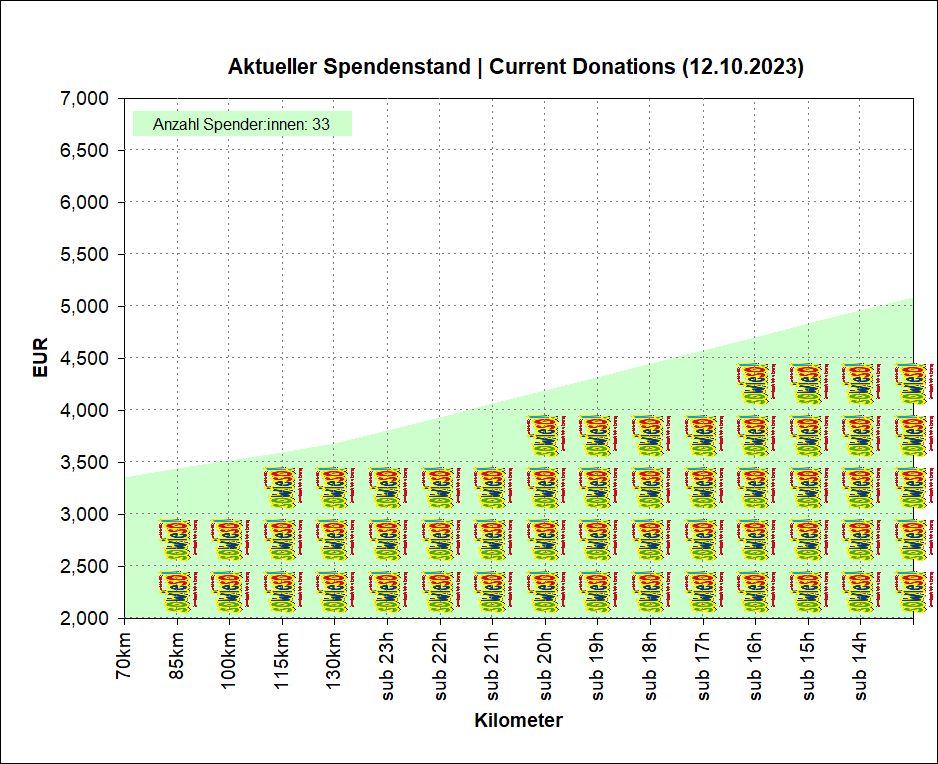 Aktueller Spendenstand | Current Donations (12.10.2023)
7,000
Anzahl Spender:innen: 33
6,500
6,000
5,500
5,000
4,500
4,000
3,500
3,000
2,500
2,000
EUR
70km
85km
100km
115km
130km
sub 23h
sub 22h
sub 21h
sub 20h
sub 19h
sub 18h
sub 17h
sub 16h
sub 15h
sub 14h
Kilometer